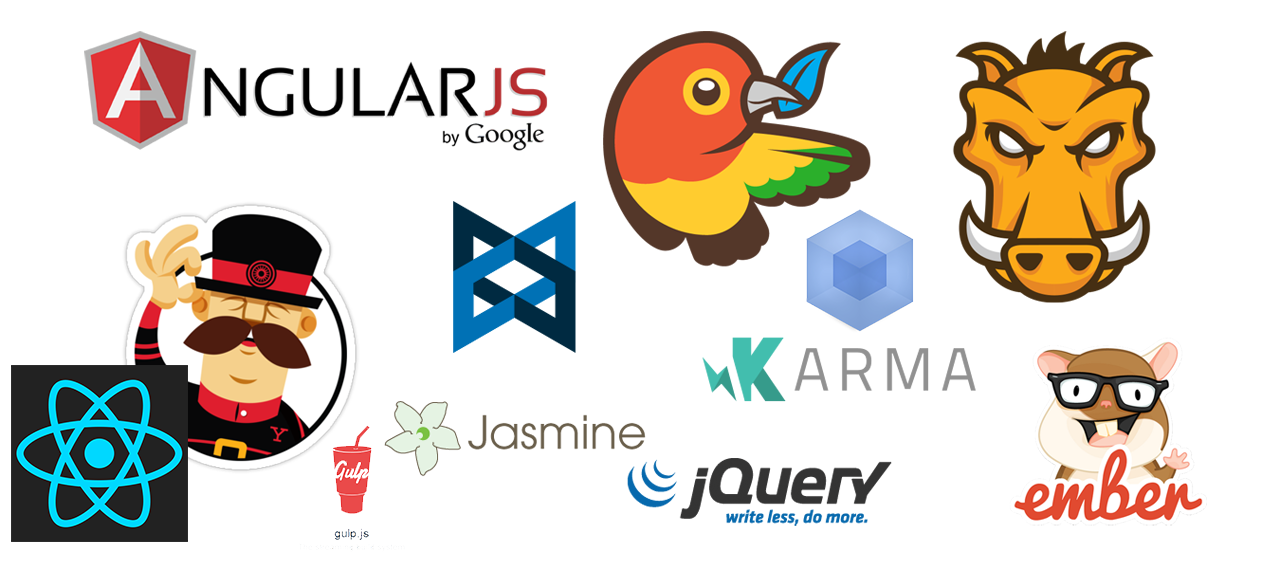 ANGULARJS
by Google
Y
KARMA
Jasmine
Gulp
gulp.js
jQuery
write less, do more.
ember